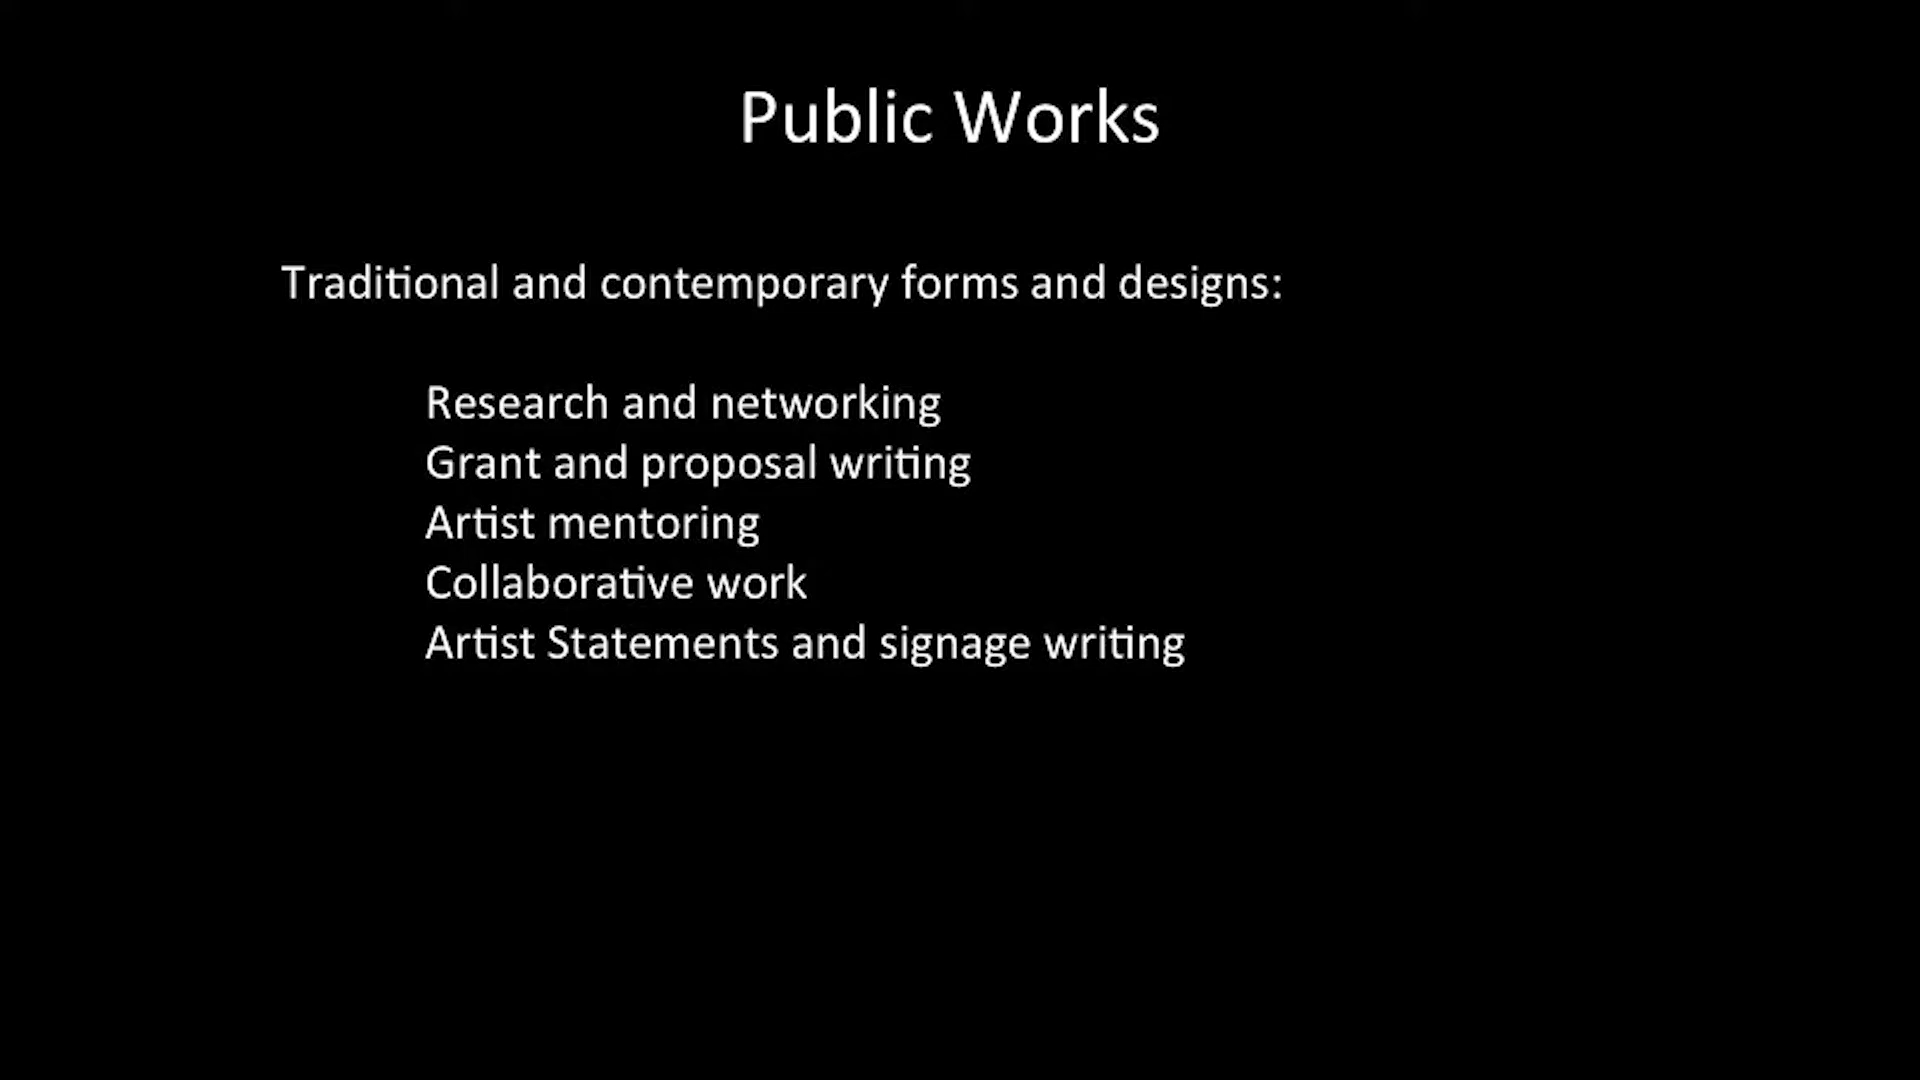 Public Works
Traditional and contemporary forms and designs:
Research and networking
Grant and proposal writing
Artist mentoring
Collaborative work
Artist Statements and signage writing